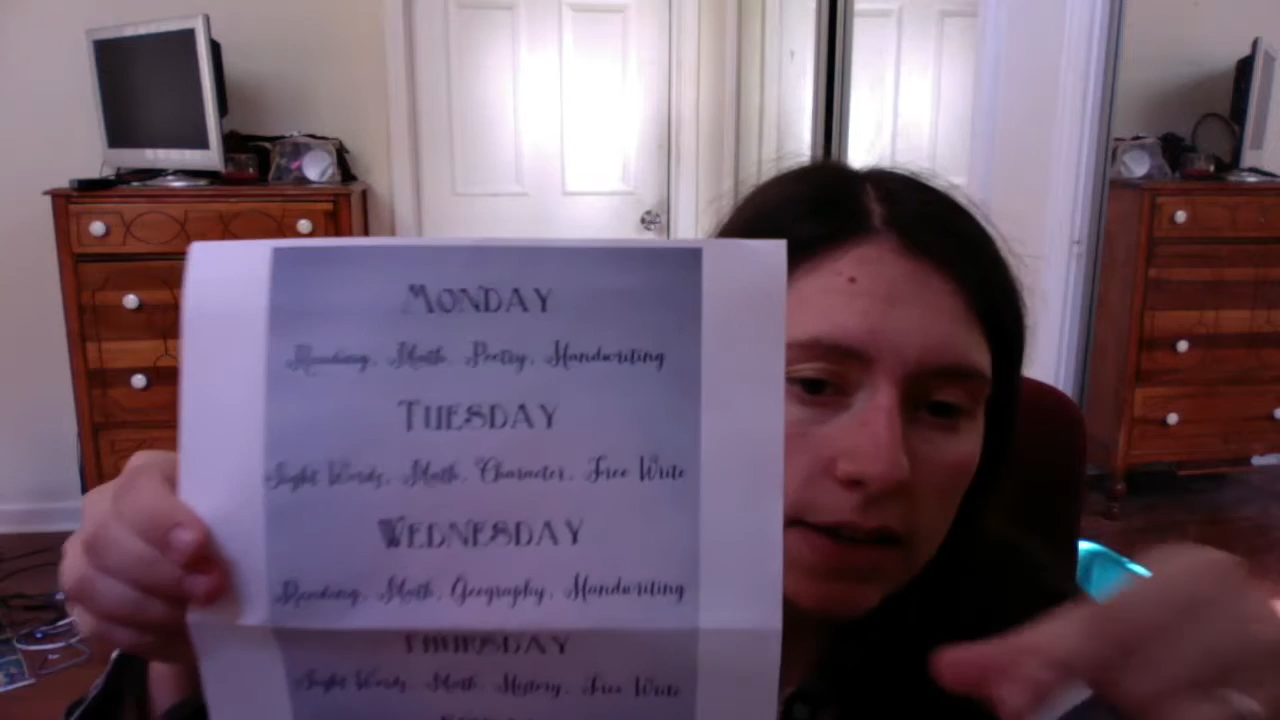 MONDAY
Reading, Math, Poetry, Handwriting
TUESDAY
Sight Words, Math, Character, Free Write
WEDNESDAY
Reading, Math, Geography, Handwriting
THURSDAY
Sight Words, Math, History, Free Write